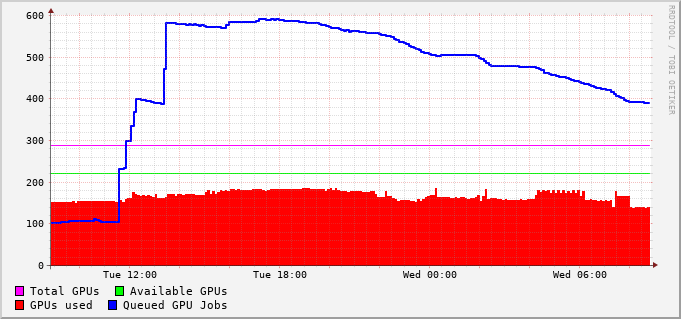 600
500
400
300
200
100
0
Tue 12:00 Tue 18:00 Wed 00:00 Wed 06:00
Total GPUs Available GPUs
GPUs used Queued GPU Jobs
RRDTOOL / TOBI OETIKER